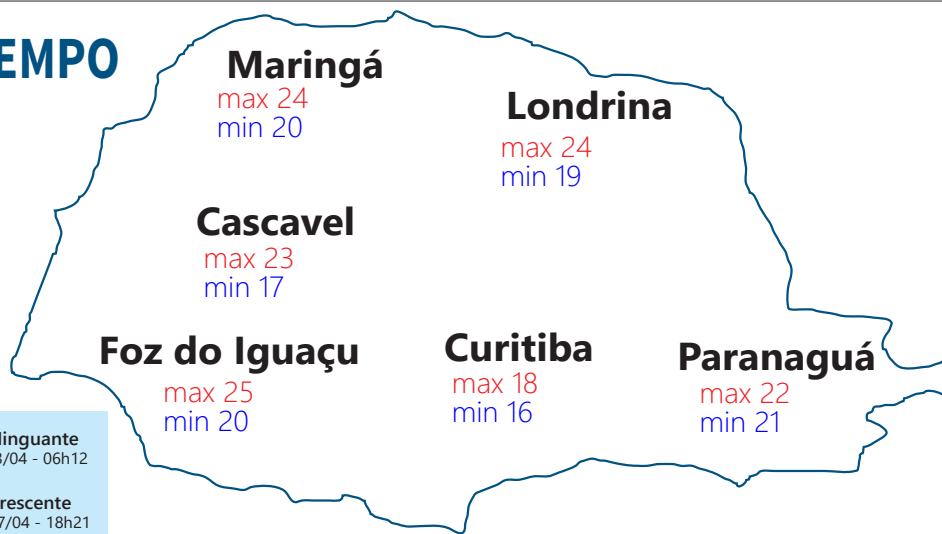 EMPO
Maringá
max 24
min 20
Londrina
max 24
min 19
Cascavel
max 23
min 17
Foz do Iguaçu
max 25
min 20
Curitiba
max 18
min 16
Paranaguá
max 22
min 21
inguante
/04 - 06h12
rescente
7/04 - 18h21